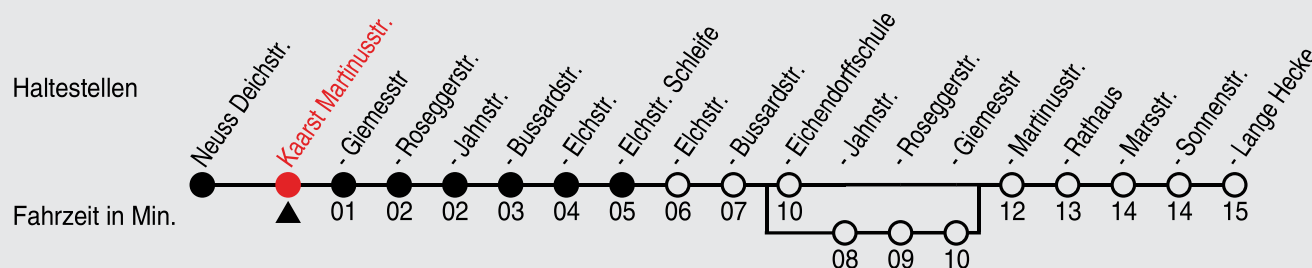 Haltestellen
Neuss Deichstr.
Kaarst Martinusstr.
- Giemesstr
- Roseggerstr.
- Jahnstr.
- Bussardstr.
- Elchstr.
- Elchstr. Schleife
- Elchstr.
- Bussardstr.
- Eichendorffschule
- Jahnstr.
- Roseggerstr.
- Giemesstr
- Martinusstr.
- Rathaus
- Marsstr.
- Sonnenstr.
- Lange Hecke
Fahrzeit in Min.
01 02 02 03 04 05 06 07 10 12 13 14 14 15
08 09 10